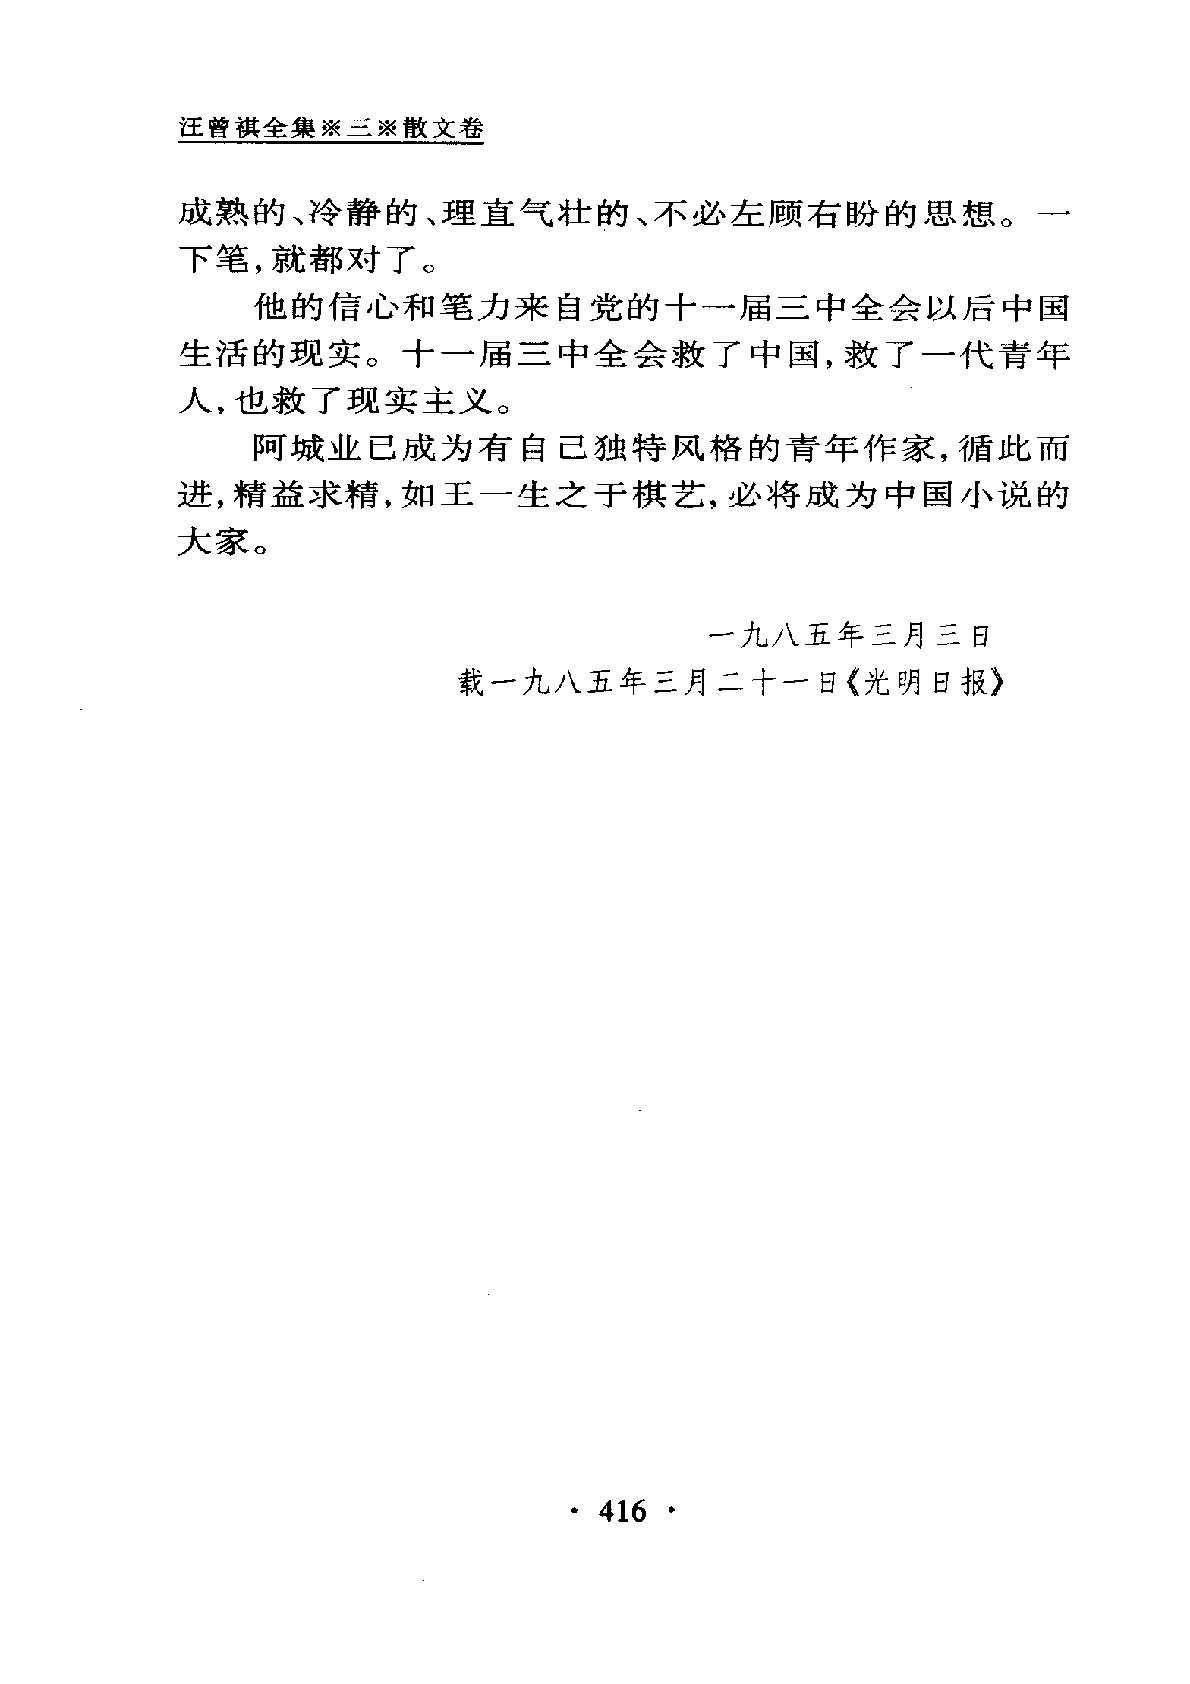 汪曾祺全集※三※散文卷
成熟的、冷静的、理直气壮的、不必左顾右盼的思想。一
下笔,就都对了。
他的信心和笔力来自党的十一届三中全会以后中国
生活的现实。十一届三中全会救了中国,救了一代青年
人,也救了现实主义。
阿城业已成为有自己独特风格的青年作家,循此而
进,精益求精,如王一生之于棋艺,必将成为中国小说的
大家。
一九八五年三月三日
载一九八五年三月二十一日《光明日报》
· 416 ·